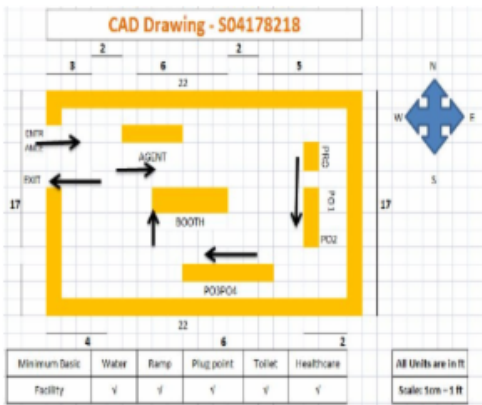 CAD Drawing - S04178218
2 2
3 6 5
22
N
W E
S
ENTR
ANCE
AGENT
PRO
EXIT
PO1
17 17
BOOTH
PO2
PO3PO4
22
4 6 2
Minimum Basic Water Ramp Plug point Toilet Healthcare
Facility √ √ √ √ √
All Units are in ft
Scale: 1cm = 1 ft